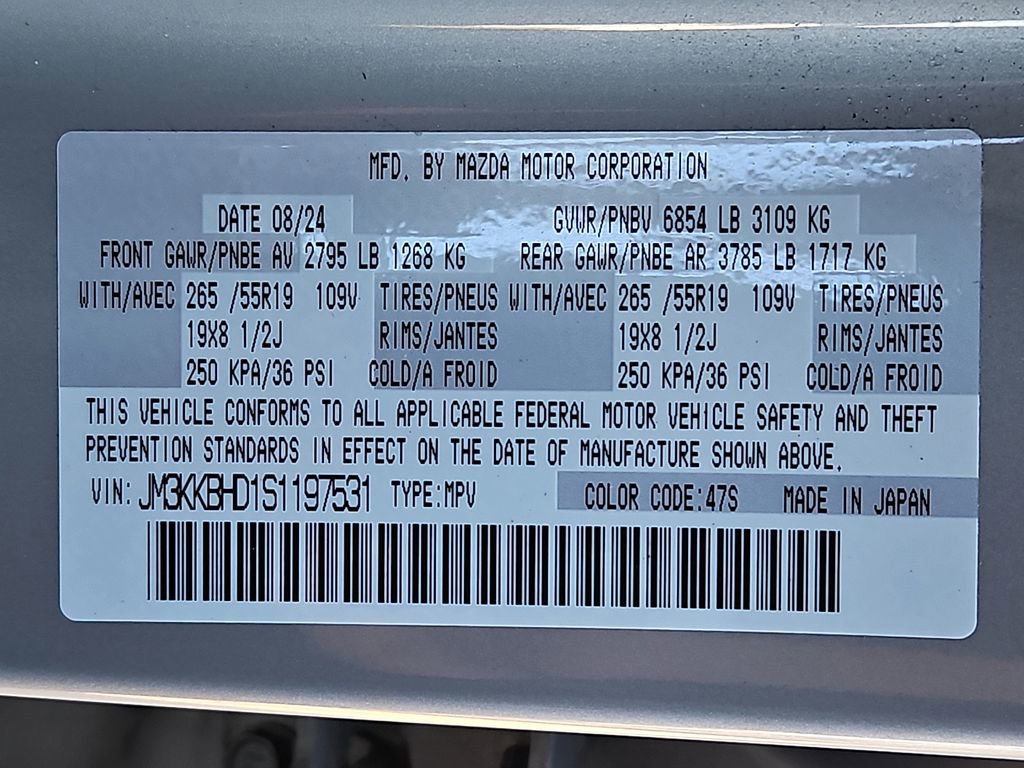 MFD. BY MAZDA MOTOR CORPORATION
DATE 08/24 GVWR/PNBV 6854 LB 3109 KG
FRONT GAWR/PNBE AV 2795 LB 1268 KG REAR GAWR/PNBE AR 3785 LB 1717 KG
WITH/AVEC 265 /55R19 109V TIRES/PNEUS WITH/AVEC 265 /55R19 109V TIRES/PNEUS
19X8 1/2J RIMS/JANTES 19X8 1/2J RIMS/JANTES
250 KPA/36 PSI COLD/A FROID 250 KPA/36 PSI COLD/A FROID
THIS VEHICLE CONFORMS TO ALL APPLICABLE FEDERAL MOTOR VEHICLE SAFETY AND THEFT
PREVENTION STANDARDS IN EFFECT ON THE DATE OF MANUFACTURE SHOWN ABOVE.
VIN: JM3KKBHD1S1197531 TYPE:MPV COLOR CODE:47S MADE IN JAPAN